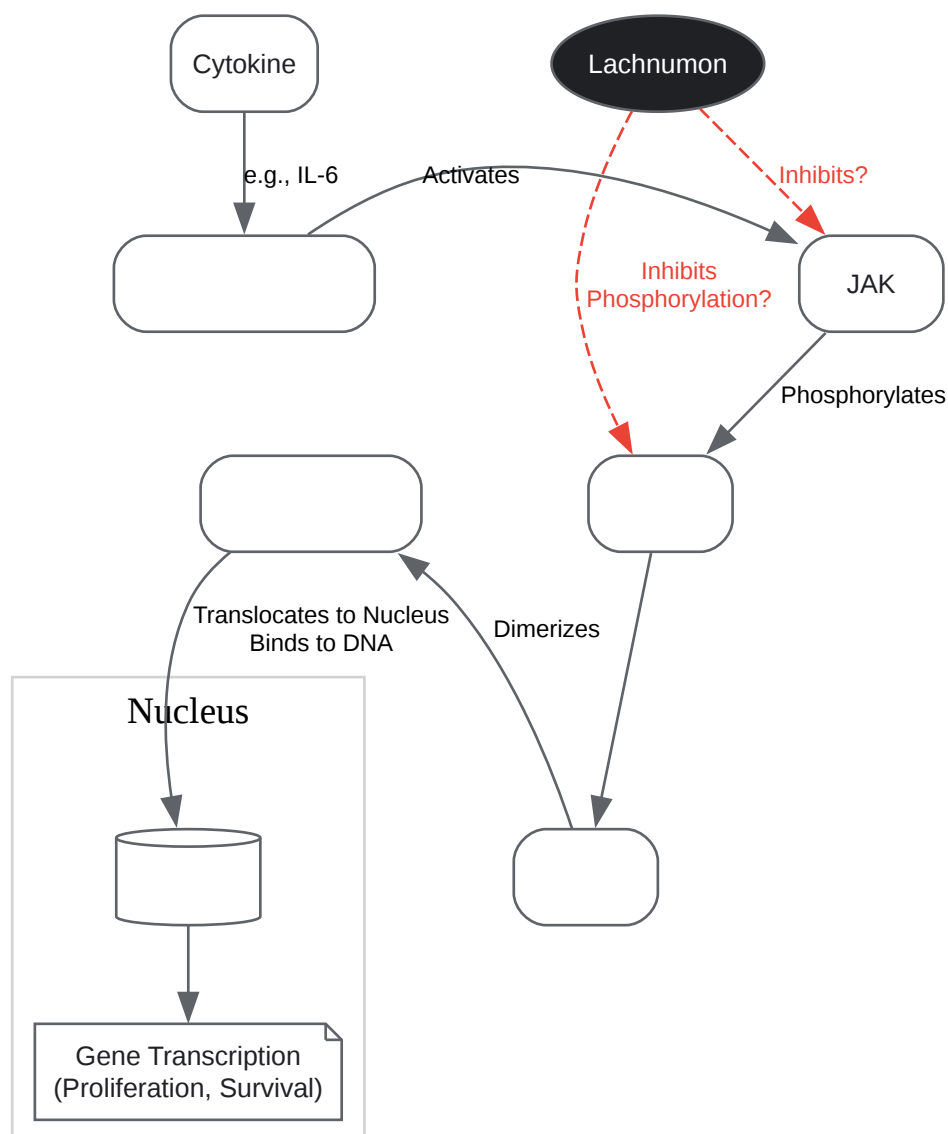 Cytokine
Lachnumon
e.g., IL-6
Activates
Inhibits?
Inhibits
Phosphorylation?
JAK
Phosphorylates
Translocates to Nucleus
Binds to DNA
Dimerizes
Nucleus
Gene Transcription
(Proliferation, Survival)